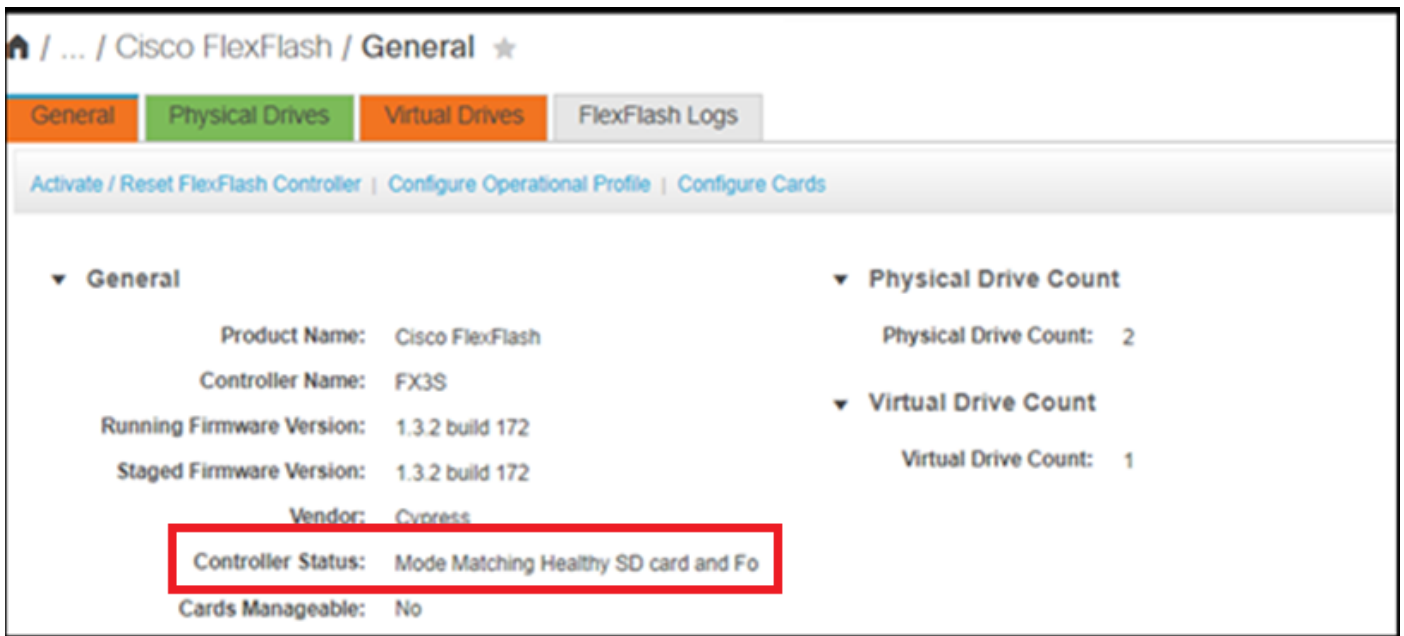 / ... / Cisco FlexFlash / General
General Physical Drives Virtual Drives FlexFlash Logs
Activate / Reset FlexFlash Controller | Configure Operational Profile | Configure Cards
General
Product Name: Cisco FlexFlash
Controller Name: FX3S
Running Firmware Version: 1.3.2 build 172
Staged Firmware Version: 1.3.2 build 172
Vendor: Cypress
Controller Status: Mode Matching Healthy SD card and Fo
Cards Manageable: No
Physical Drive Count
Physical Drive Count: 2
Virtual Drive Count
Virtual Drive Count: 1